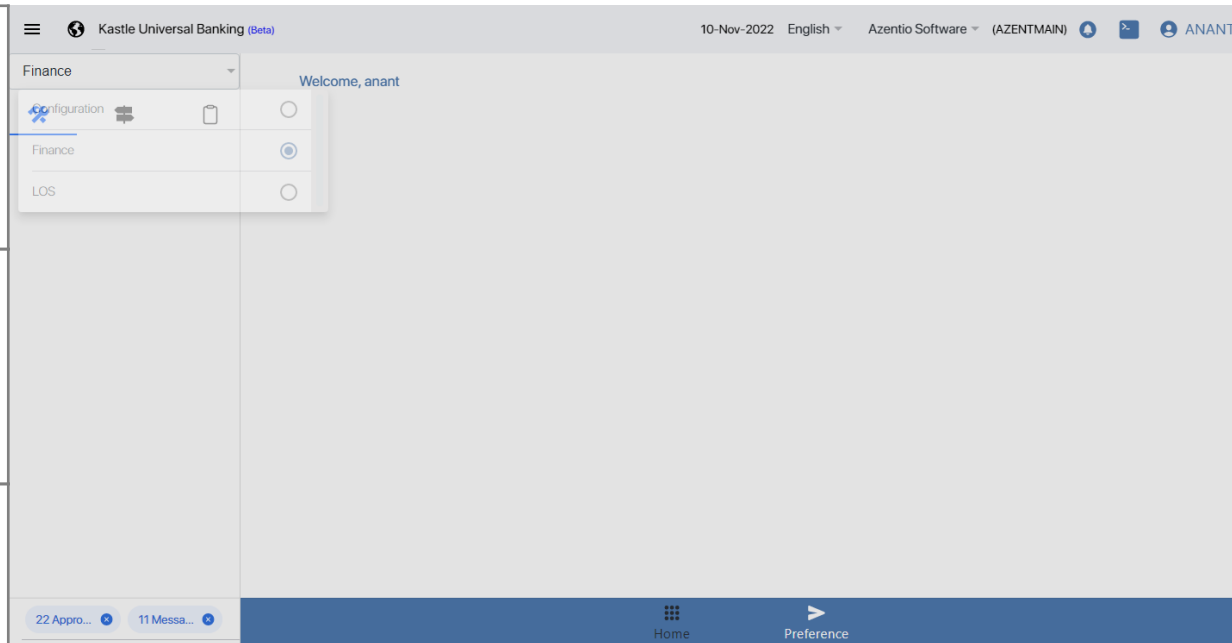 Kastle Universal Banking (Beta)
10-Nov-2022 English Azentio Software (AZENTMAIN) ANANT
Finance
Welcome, anant
Configuration
Finance
LOS
22 Appro... 11 Messa...
Home Preference